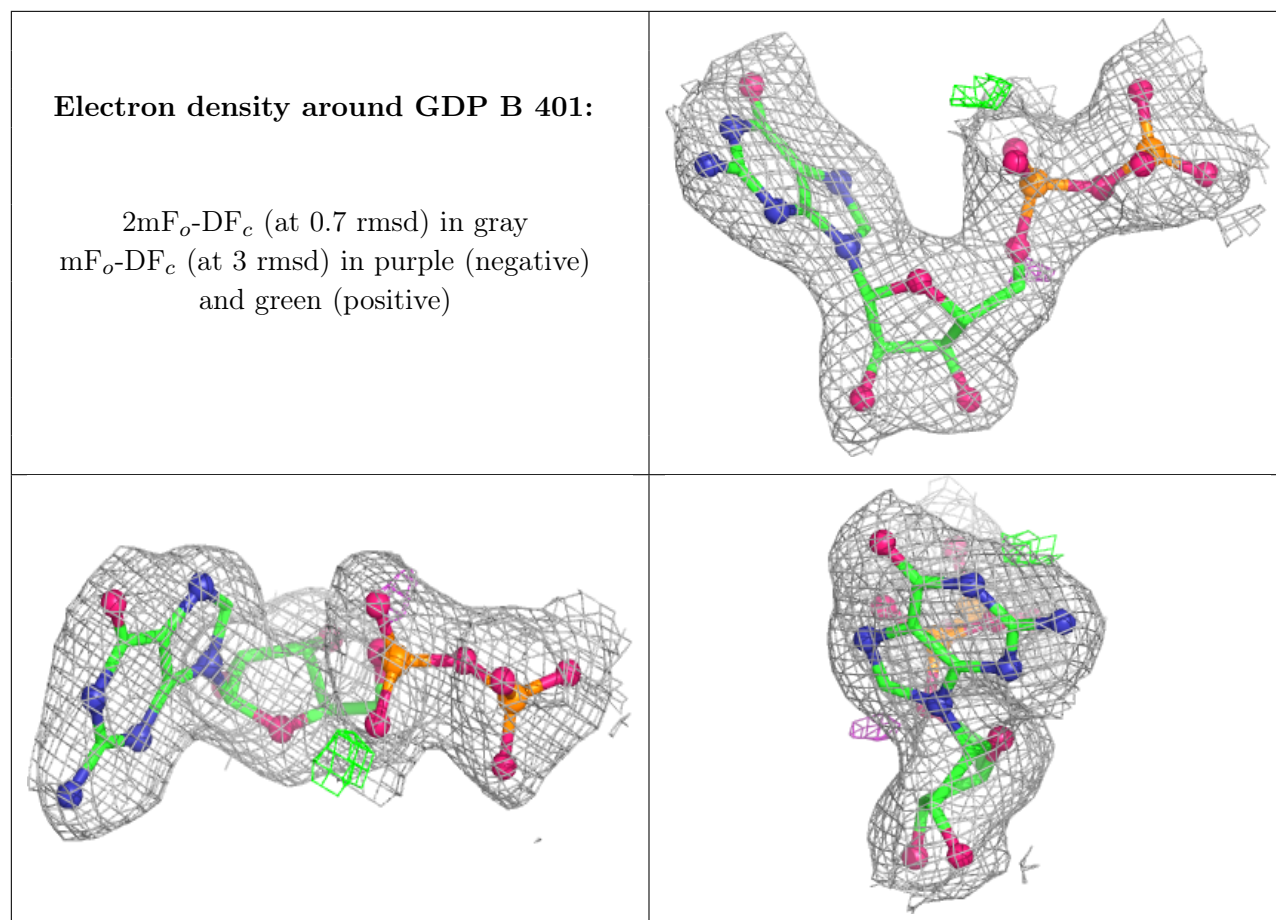 Electron density around GDP B 401:
2mFₒ-DF𝒸 (at 0.7 rmsd) in gray
mFₒ-DF𝒸 (at 3 rmsd) in purple (negative)
and green (positive)